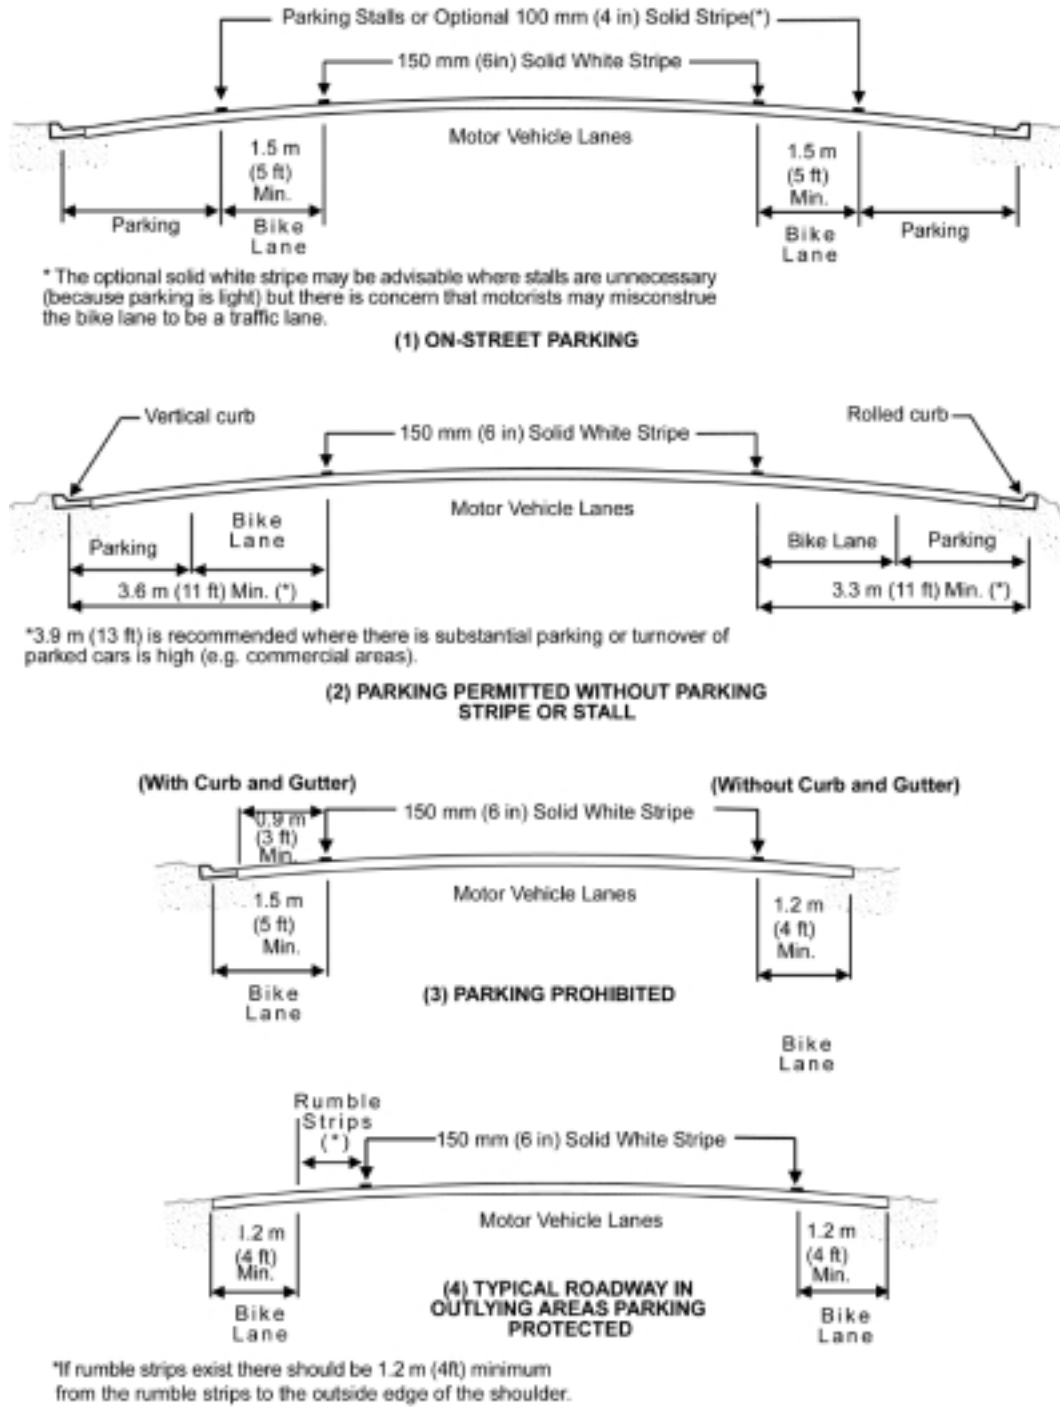 Parking Stalls or Optional 100 mm (4 in) Solid Stripe(*)
150 mm (6in) Solid White Stripe
Motor Vehicle Lanes
1.5 m
(5 ft)
Min.
1.5 m
(5 ft)
Min.
Parking
Bike
Lane
Bike
Lane
Parking
* The optional solid white stripe may be advisable where stalls are unnecessary
(because parking is light) but there is concern that motorists may misconstrue
the bike lane to be a traffic lane.
(1) ON-STREET PARKING
Vertical curb
150 mm (6 in) Solid White Stripe
Rolled curb
Motor Vehicle Lanes
Parking
Bike
Lane
Bike Lane
Parking
3.6 m (11 ft) Min. (*)
3.3 m (11 ft) Min. (*)
*3.9 m (13 ft) is recommended where there is substantial parking or turnover of
parked cars is high (e.g. commercial areas).
(2) PARKING PERMITTED WITHOUT PARKING
STRIPE OR STALL
(With Curb and Gutter)
(Without Curb and Gutter)
150 mm (6 in) Solid White Stripe
0.9 m
(3 ft)
Min.
Motor Vehicle Lanes
1.5 m
(5 ft)
Min.
1.2 m
(4 ft)
Min.
Bike
Lane
(3) PARKING PROHIBITED
Bike
Lane
Rumble
Strips
(*)
150 mm (6 in) Solid White Stripe
Motor Vehicle Lanes
1.2 m
(4 ft)
Min.
1.2 m
(4 ft)
Min.
Bike
Lane
(4) TYPICAL ROADWAY IN
OUTLYING AREAS PARKING
PROTECTED
Bike
Lane
*If rumble strips exist there should be 1.2 m (4ft) minimum
from the rumble strips to the outside edge of the shoulder.